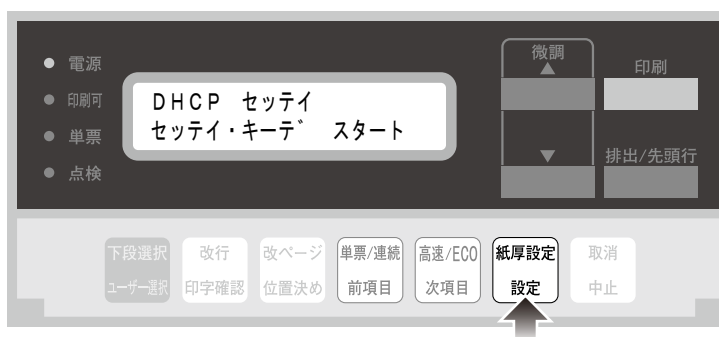 微調
電源
印刷
印刷可
DHCP セッテイ
セッテイ・キーデ゛ スタート
単票
排出/先頭行
点検
下段選択 改行 改ページ 単票/連続 高速/ECO 紙厚設定 取消
ユーザー選択 印字確認 位置決め 前項目 次項目 設定 中止